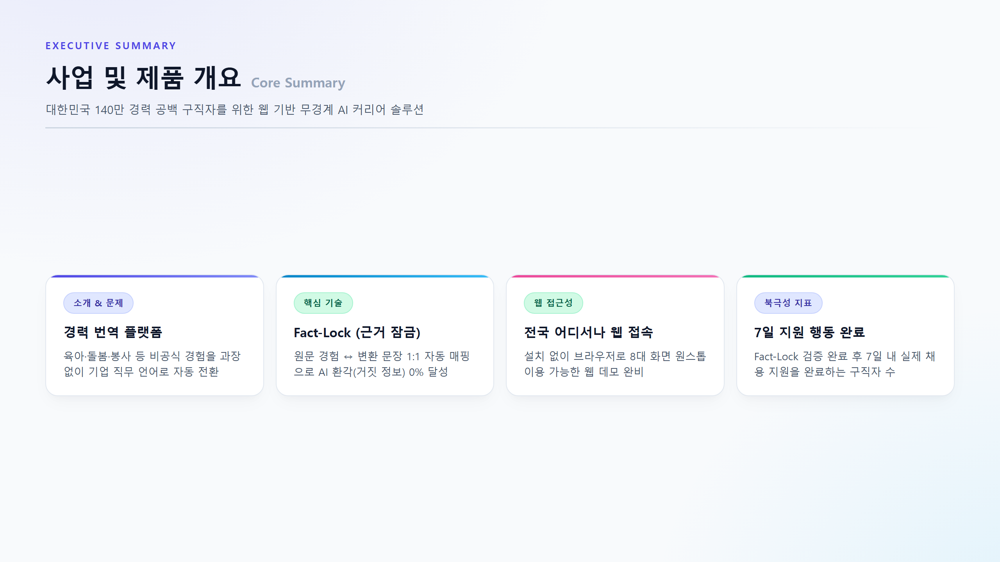 EXECUTIVE SUMMARY
사업 및 제품 개요 Core Summary
대한민국 140만 경력 공백 구직자를 위한 웹 기반 무경계 AI 커리어 솔루션
소개 & 문제
경력 번역 플랫폼
육아·돌봄·봉사 등 비공식 경험을 과장
없이 기업 직무 언어로 자동 전환
핵심 기술
Fact-Lock (근거 잠금)
원문 경험 ↔ 변환 문장 1:1 자동 매핑
으로 AI 환각(거짓 정보) 0% 달성
웹 접근성
전국 어디서나 웹 접속
설치 없이 브라우저로 8대 화면 원스톱
이용 가능한 웹 데모 완비
북극성 지표
7일 지원 행동 완료
Fact-Lock 검증 완료 후 7일 내 실제 채
용 지원을 완료하는 구직자 수